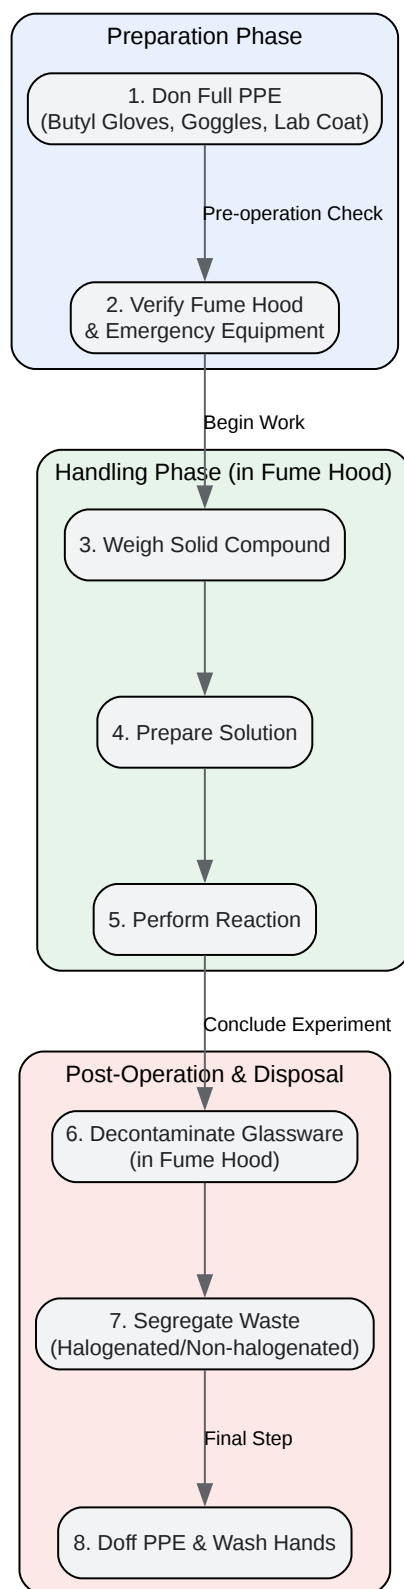 Preparation Phase
1. Don Full PPE
(Butyl Gloves, Goggles, Lab Coat)
Pre-operation Check
2. Verify Fume Hood
& Emergency Equipment
Begin Work
Handling Phase (in Fume Hood)
3. Weigh Solid Compound
4. Prepare Solution
5. Perform Reaction
Conclude Experiment
Post-Operation & Disposal
6. Decontaminate Glassware
(in Fume Hood)
7. Segregate Waste
(Halogenated/Non-halogenated)
Final Step
8. Doff PPE & Wash Hands